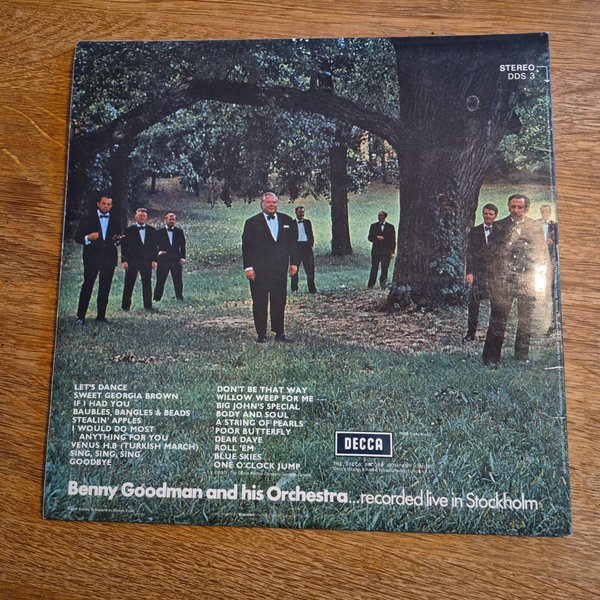 STEREO
DDS 3
LET'S DANCE
SWEET GEORGIA BROWN
IF I HAD YOU
BAUBLES, BANGLES & BEADS
STEALIN' APPLES
I WOULD DO MOST
ANYTHING FOR YOU
VENUS H.B (TURKISH MARCH)
SING, SING, SING
GOODBYE
DON'T BE THAT WAY
WILLOW WEEP FOR ME
BIG JOHN'S SPECIAL
BODY AND SOUL
A STRING OF PEARLS
POOR BUTTERFLY
DEAR DAVE
ROLL 'EM
BLUE SKIES
ONE O'CLOCK JUMP
DECCA
Benny Goodman and his Orchestra...recorded live in Stockholm